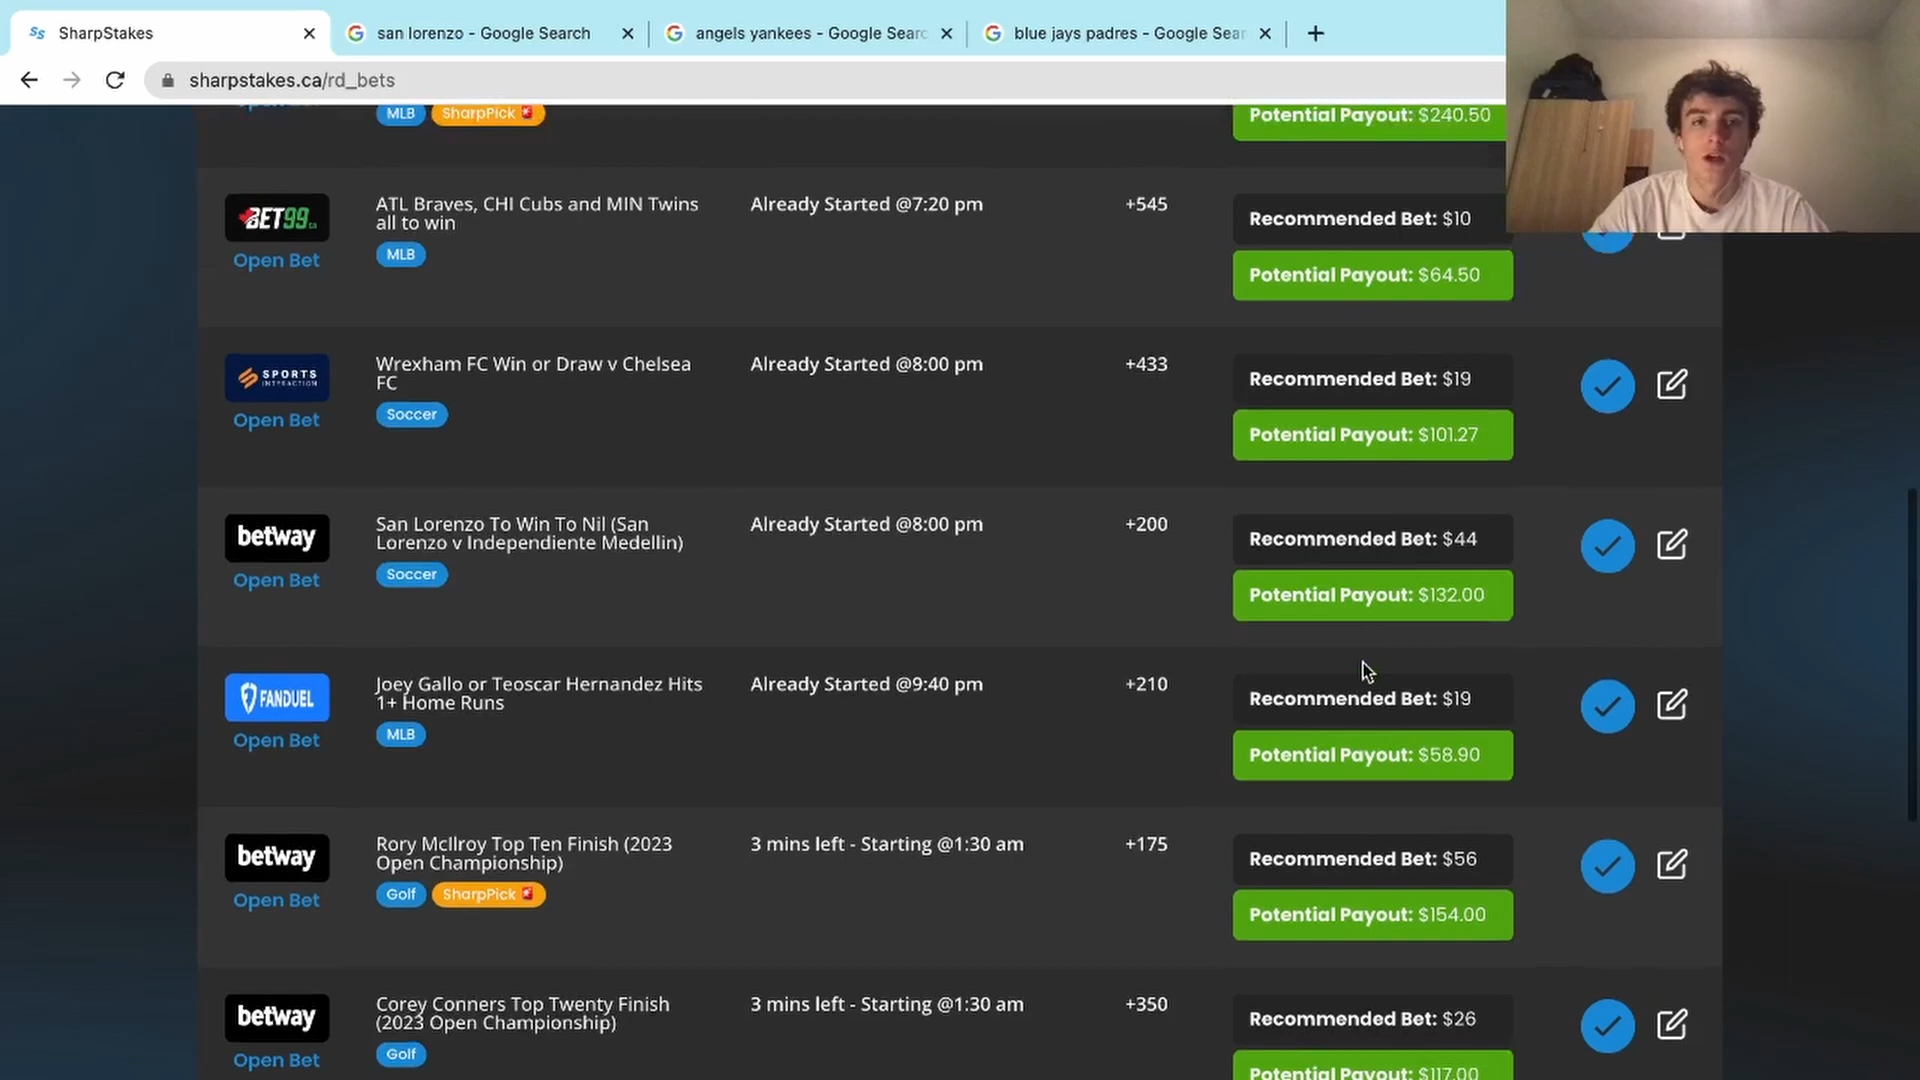 SharpStakes
san lorenzo - Google Search
angels yankees - Google Searc
blue jays padres - Google Sear
sharpstakes.ca/rd_bets
MLB SharpPick
Potential Payout: $240.50
BET99
Open Bet
ATL Braves, CHI Cubs and MIN Twins
all to win
MLB
Already Started @7:20 pm
+545
Recommended Bet: $10
Potential Payout: $64.50
SPORTS
INTERACTION
Open Bet
Wrexham FC Win or Draw v Chelsea
FC
Soccer
Already Started @8:00 pm
+433
Recommended Bet: $19
Potential Payout: $101.27
betway
Open Bet
San Lorenzo To Win To Nil (San
Lorenzo v Independiente Medellin)
Soccer
Already Started @8:00 pm
+200
Recommended Bet: $44
Potential Payout: $132.00
FANDUEL
Open Bet
Joey Gallo or Teoscar Hernandez Hits
1+ Home Runs
MLB
Already Started @9:40 pm
+210
Recommended Bet: $19
Potential Payout: $58.90
betway
Open Bet
Rory McIlroy Top Ten Finish (2023
Open Championship)
Golf SharpPick
3 mins left - Starting @1:30 am
+175
Recommended Bet: $56
Potential Payout: $154.00
betway
Open Bet
Corey Conners Top Twenty Finish
(2023 Open Championship)
Golf
3 mins left - Starting @1:30 am
+350
Recommended Bet: $26
Potential Payout: $117.00